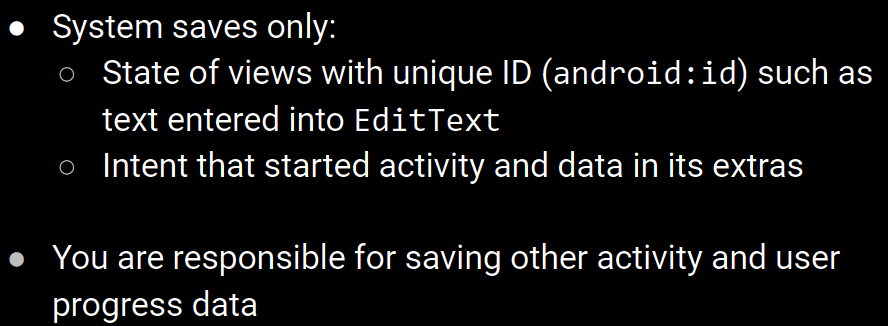 ● System saves only:
○ State of views with unique ID (android:id) such as
text entered into EditText
○ Intent that started activity and data in its extras
● You are responsible for saving other activity and user
progress data